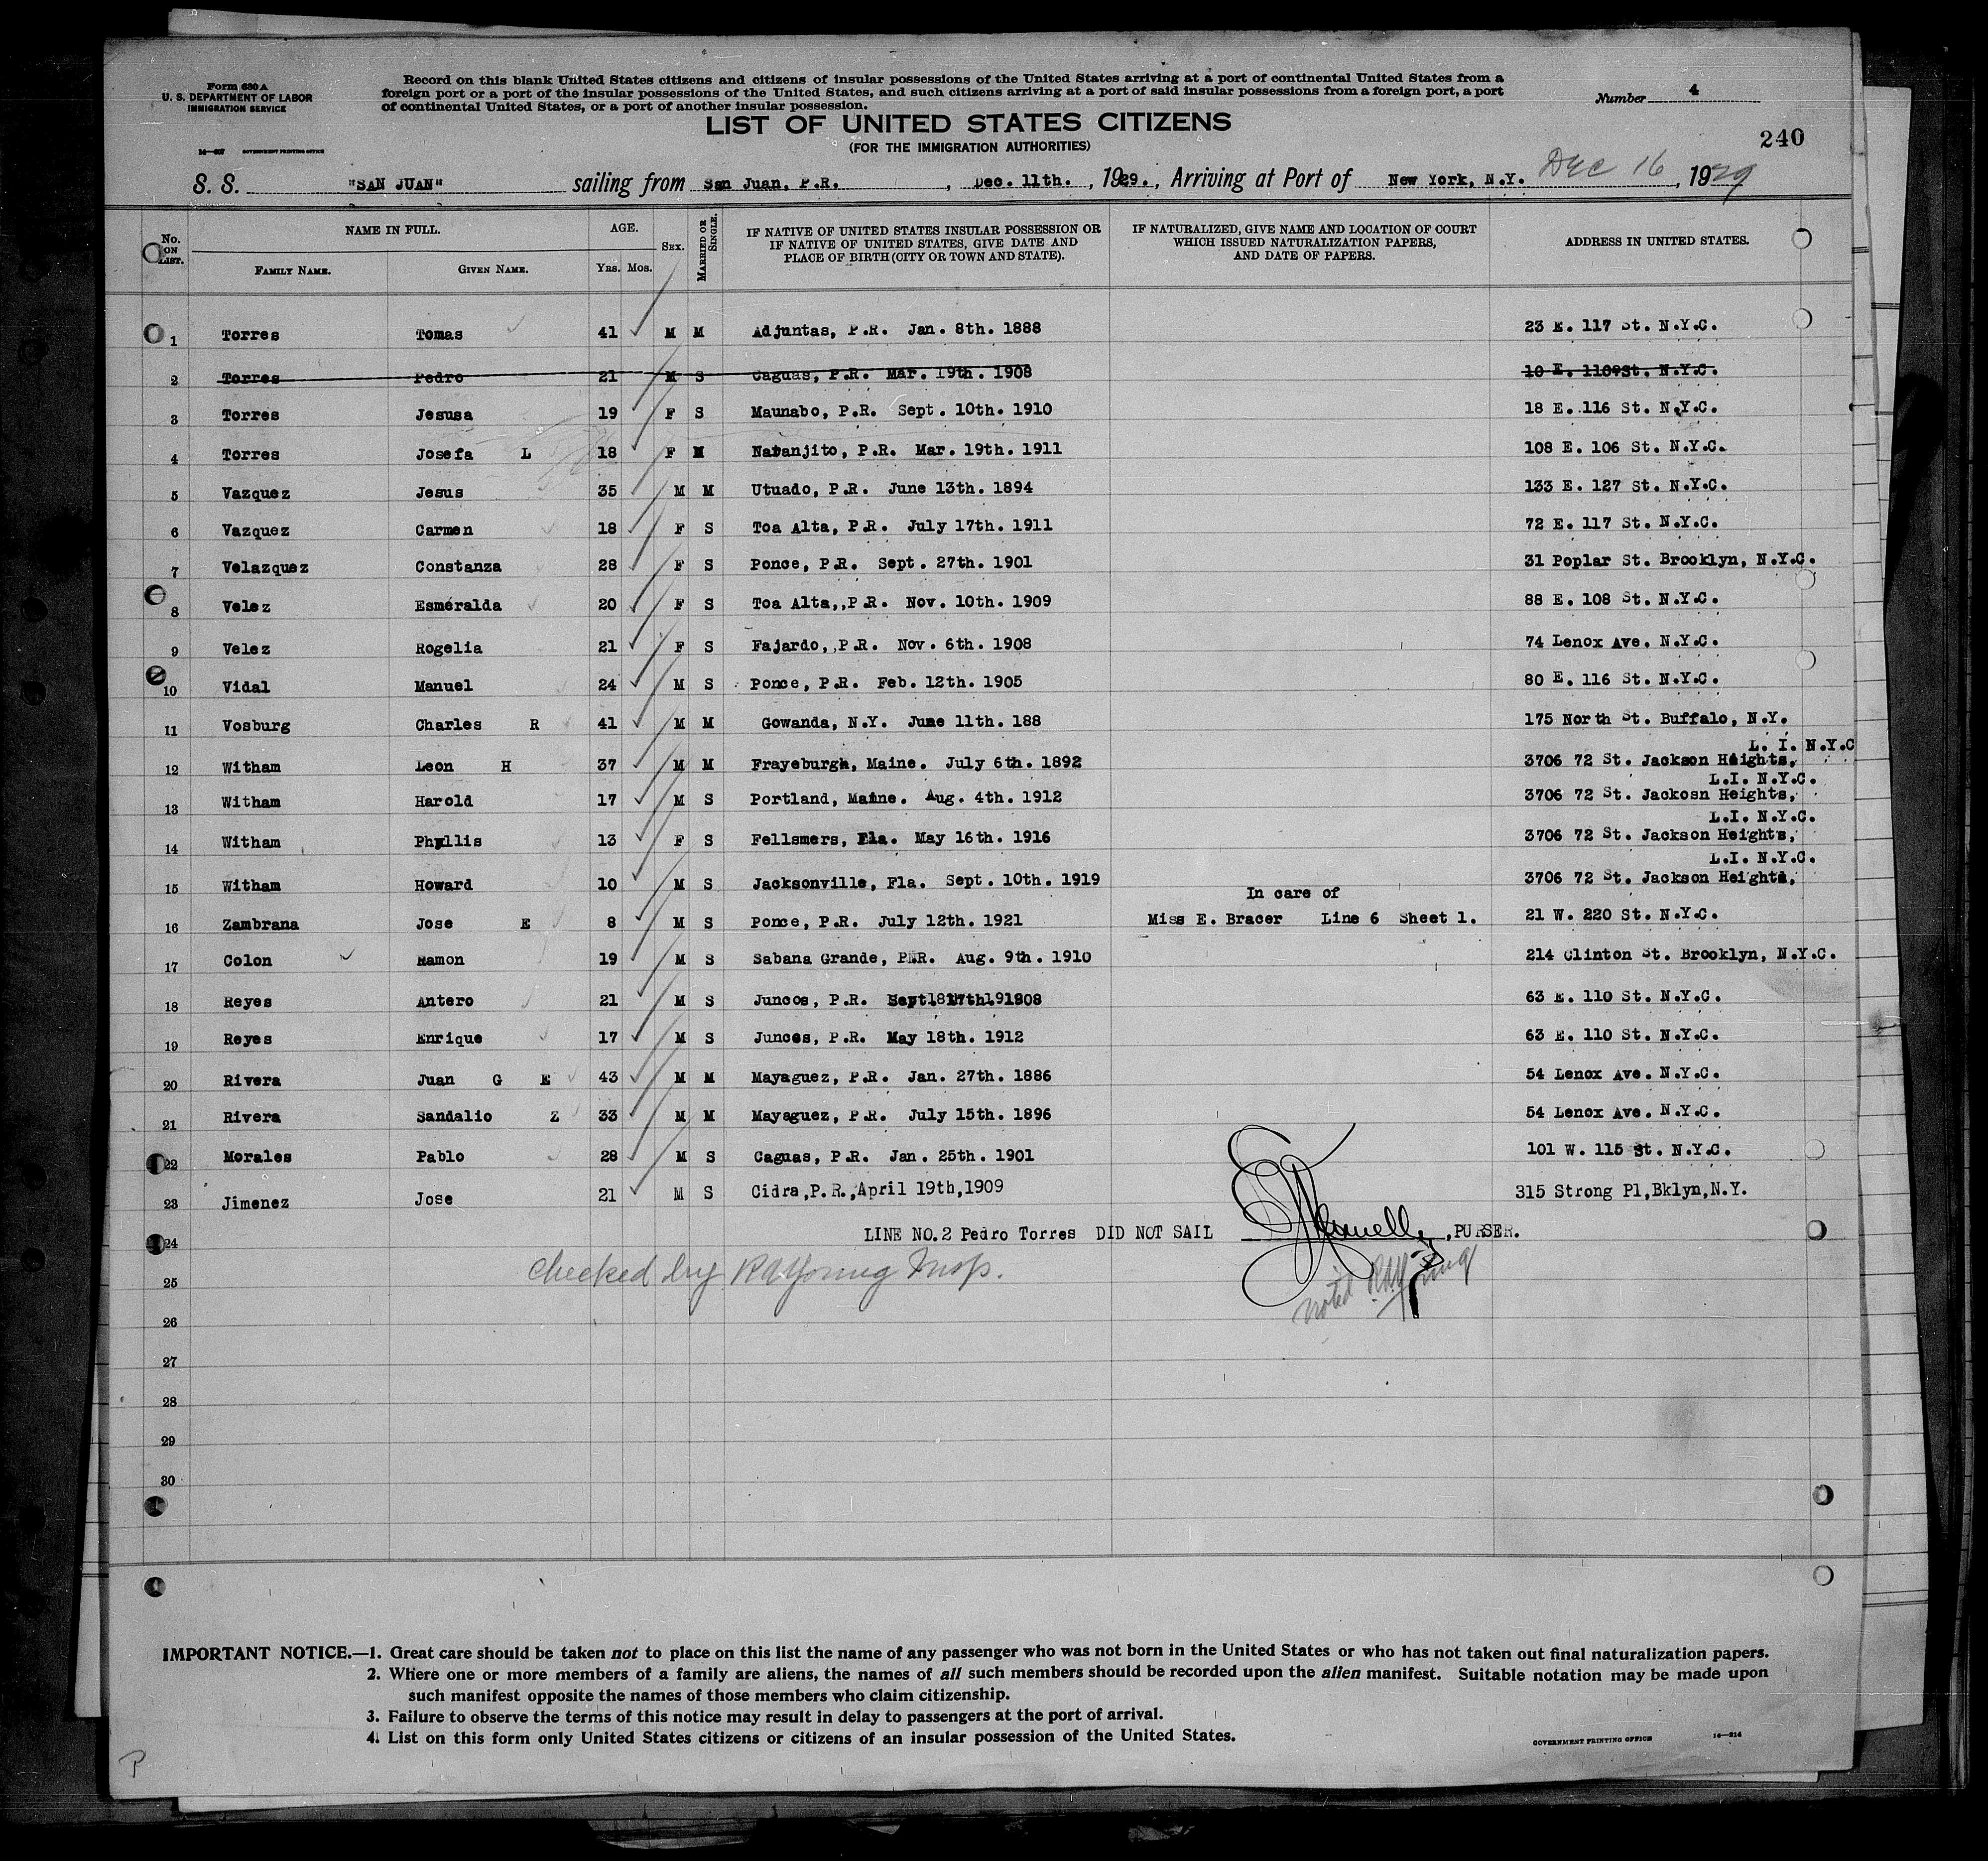 Form 630 A
U. S. DEPARTMENT OF LABOR
IMMIGRATION SERVICE
14—207 GOVERNMENT PRINTING OFFICE
Record on this blank United States citizens and citizens of insular possessions of the United States arriving at a port of continental United States from a
foreign port or a port of the insular possessions of the United States, and such citizens arriving at a port of said insular possessions from a foreign port, a port
of continental United States, or a port of another insular possession.
Number 4
LIST OF UNITED STATES CITIZENS
(FOR THE IMMIGRATION AUTHORITIES)
240
S. S. "SAN JUAN" sailing from San Juan, P.R. , Dec. 11th. , 1929. , Arriving at Port of New York, N.Y. Dec 16 , 1929
No. ON LIST. NAME IN FULL. FAMILY NAME. GIVEN NAME. AGE. YRS. MOS. SEX. MARRIED OR SINGLE. IF NATIVE OF UNITED STATES INSULAR POSSESSION OR IF NATIVE OF UNITED STATES, GIVE DATE AND PLACE OF BIRTH (CITY OR TOWN AND STATE). IF NATURALIZED, GIVE NAME AND LOCATION OF COURT WHICH ISSUED NATURALIZATION PAPERS, AND DATE OF PAPERS. ADDRESS IN UNITED STATES.
1 Torres Tomas 41 M M Adjuntas, P.R. Jan. 8th. 1888 23 E. 117 St. N.Y.C.
2 Torres Pedro 21 M S Caguas, P.R. Mar. 19th. 1908 10 E. 110 St. N.Y.C.
3 Torres Jesusa 19 F S Maunabo, P.R. Sept. 10th. 1910 18 E. 116 St. N.Y.C.
4 Torres Josefa L 18 F M Naranjito, P.R. Mar. 19th. 1911 108 E. 106 St. N.Y.C.
5 Vazquez Jesus 35 M M Utuado, P.R. June 13th. 1894 133 E. 127 St. N.Y.C.
6 Vazquez Carmen 18 F S Toa Alta, P.R. July 17th. 1911 72 E. 117 St. N.Y.C.
7 Velazquez Constanza 28 F S Ponce, P.R. Sept. 27th. 1901 31 Poplar St. Brooklyn, N.Y.C.
8 Velez Esmeralda 20 F S Toa Alta,,P.R. Nov. 10th. 1909 88 E. 108 St. N.Y.C.
9 Velez Rogelia 21 F S Fajardo,,P.R. Nov. 6th. 1908 74 Lenox Ave. N.Y.C.
10 Vidal Manuel 24 M S Ponce, P.R. Feb. 12th. 1905 80 E. 116 St. N.Y.C.
11 Vosburg Charles R 41 M M Gowanda, N.Y. June 11th. 188 175 North St. Buffalo, N.Y.
L. I. N.Y.C
12 Witham Leon H 37 M M Frayeburgh, Maine. July 6th. 1892 3706 72 St. Jackson Heights,
L.I. N.Y.C.
13 Witham Harold 17 M S Portland, Maine. Aug. 4th. 1912 3706 72 St. Jackosn Heights,
L.I. N.Y.C.
14 Witham Phyllis 13 F S Fellsmers, Fla. May 16th. 1916 3706 72 St. Jackson Heights,
L.I. N.Y.C.
15 Witham Howard 10 M S Jacksonville, Fla. Sept. 10th. 1919 3706 72 St. Jackson Heights,
In care of
16 Zambrana Jose E 8 M S Ponce, P.R. July 12th. 1921 Miss E. Bracer Line 6 Sheet 1. 21 W. 220 St. N.Y.C.
17 Colon Ramon 19 M S Sabana Grande, P.R. Aug. 9th. 1910 214 Clinton St. Brooklyn, N.Y.C.
18 Reyes Antero 21 M S Juncos, P.R. 63 E. 110 St. N.Y.C.
19 Reyes Enrique 17 M S Juncos, P.R. May 18th. 1912 63 E. 110 St. N.Y.C.
20 Rivera Juan G E 43 M M Mayaguez, P.R. Jan. 27th. 1886 54 Lenox Ave. N.Y.C.
21 Rivera Sandalio Z 33 M M Mayaguez, P.R. July 15th. 1896 54 Lenox Ave. N.Y.C.
22 Morales Pablo 28 M S Caguas, P.R. Jan. 25th. 1901 101 W. 115 St. N.Y.C.
23 Jimenez Jose 21 M S Cidra,P.R.,April 19th,1909 315 Strong Pl,Bklyn,N.Y.
24 LINE NO.2 Pedro Torres DID NOT SAIL ,PURSER.
25 checked by RAYoung Insp. noted RAYoung
26
27
28
29
30
IMPORTANT NOTICE.—1. Great care should be taken not to place on this list the name of any passenger who was not born in the United States or who has not taken out final naturalization papers.
2. Where one or more members of a family are aliens, the names of all such members should be recorded upon the alien manifest. Suitable notation may be made upon
such manifest opposite the names of those members who claim citizenship.
3. Failure to observe the terms of this notice may result in delay to passengers at the port of arrival.
4. List on this form only United States citizens or citizens of an insular possession of the United States.
GOVERNMENT PRINTING OFFICE 14—214
P